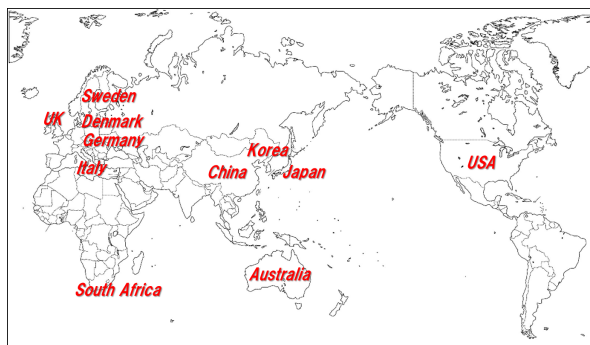 Sweden
UK
Denmark
Germany
Korea
Italy
China
Japan
USA
Australia
South Africa